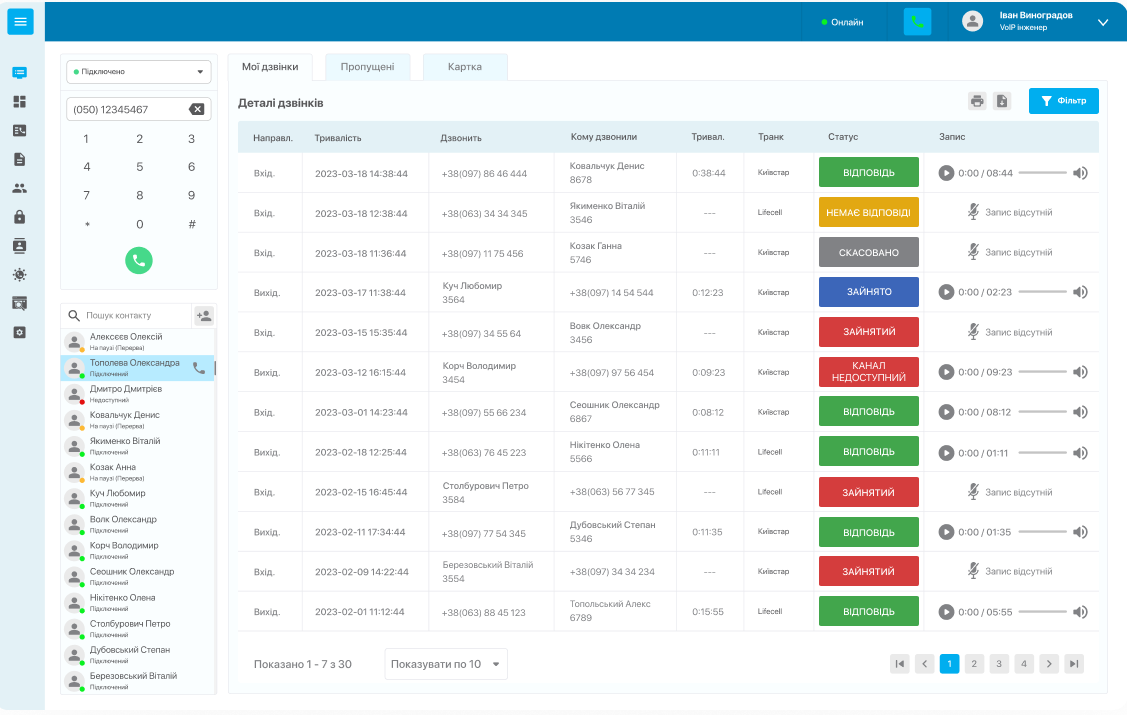 Онлайн
Іван Виноградов
VoIP інженер
Підключено
(050) 12345467
1 2 3
4 5 6
7 8 9
* 0 #
Пошук контакту
Алексєєв Олексій
На паузі (Перерва)
Тополева Олександра
Підключений
Дмитро Дмитрієв
Недоступний
Ковальчук Денис
На паузі (Перерва)
Якименко Віталій
Підключений
Козак Анна
На паузі (Перерва)
Куч Любомир
Підключений
Волк Олександр
Підключений
Корч Володимир
Підключений
Сеошник Олександр
Підключений
Нікітенко Олена
Підключений
Столбурович Петро
Підключений
Дубовський Степан
Підключений
Березовський Віталій
Підключений
Мої дзвінки Пропущені Картка
Деталі дзвінків
Фільтр
Направл. Тривалість Дзвонить Кому дзвонили Тривал. Транк Статус Запис
Вхід. 2023-03-18 14:38:44 +38(097) 86 46 444 Ковальчук Денис 0:38:44 Київстар ВІДПОВІДЬ 0:00 / 08:44
8678
Вхід. 2023-03-18 12:38:44 +38(063) 34 34 345 Якименко Віталій --- Lifecell НЕМАЄ ВІДПОВІДІ Запис відсутній
3546
Вхід. 2023-03-18 11:36:44 +38(097) 11 75 456 Козак Ганна --- Київстар СКАСОВАНО Запис відсутній
5746
Вихід. 2023-03-17 11:38:44 Куч Любомир +38(097) 14 54 544 0:12:23 Київстар ЗАЙНЯТО 0:00 / 02:23
3564
Вхід. 2023-03-15 15:35:44 +38(097) 34 55 64 Вовк Олександр --- Київстар ЗАЙНЯТИЙ Запис відсутній
3456
Вихід. 2023-03-12 16:15:44 Корч Володимир +38(097) 97 56 454 0:09:23 Київстар КАНАЛ 0:00 / 09:23
3454 НЕДОСТУПНИЙ
Вихід. 2023-03-01 14:23:44 +38(097) 55 66 234 Сеошник Олександр 0:08:12 Київстар ВІДПОВІДЬ 0:00 / 08:12
6867
Вихід. 2023-02-18 12:25:44 +38(063) 76 45 223 Нікітенко Олена 0:11:11 Lifecell ВІДПОВІДЬ 0:00 / 01:11
5566
Вихід. 2023-02-15 16:45:44 Столбурович Петро +38(063) 56 77 345 --- Lifecell ЗАЙНЯТИЙ Запис відсутній
3584
Вихід. 2023-02-11 17:34:44 +38(097) 77 54 345 Дубовський Степан 0:11:35 Київстар ВІДПОВІДЬ 0:00 / 01:35
5346
Вхід. 2023-02-09 14:22:44 Березовський Віталій +38(097) 34 34 234 --- Київстар ЗАЙНЯТИЙ Запис відсутній
3554
Вихід. 2023-02-01 11:12:44 +38(063) 88 45 123 Топольський Алекс 0:15:55 Lifecell ВІДПОВІДЬ 0:00 / 05:55
6789
Показано 1 - 7 з 30 Показувати по 10 1 2 3 4